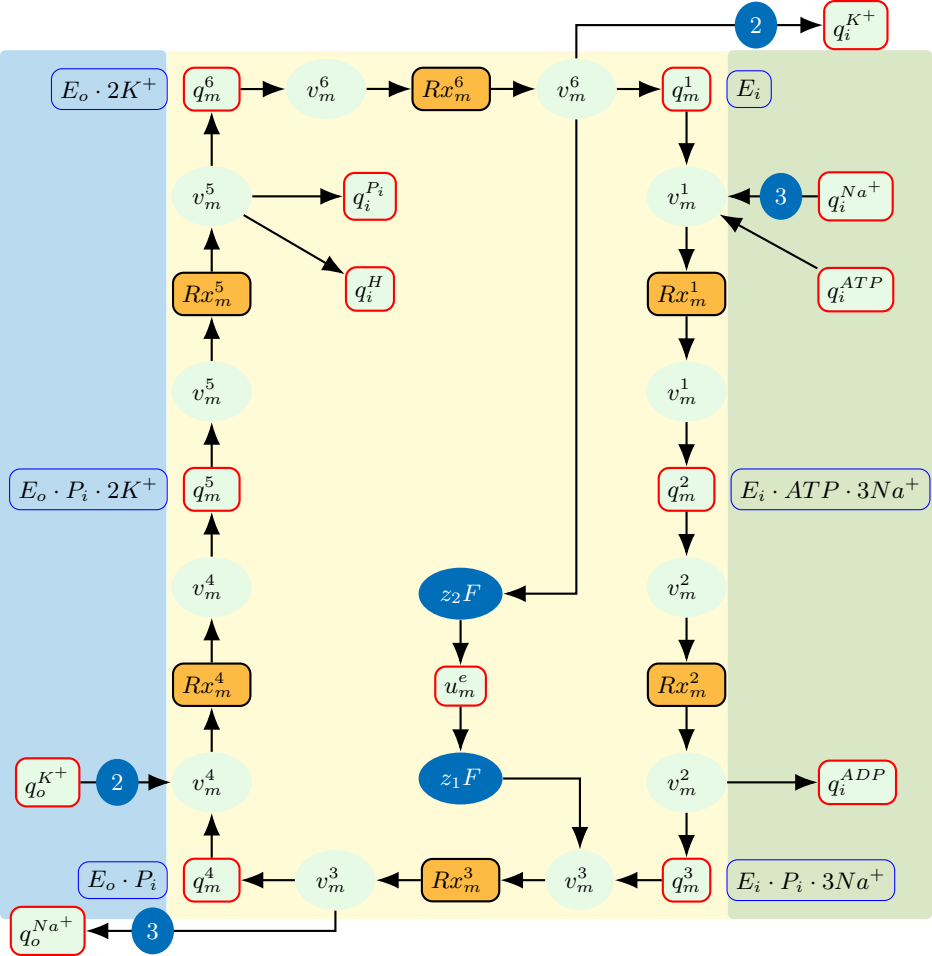 2 q_i^{K^+}
E_o · 2K^+ q_m^6 v_m^6 Rx_m^6 v_m^6 q_m^1 E_i
v_m^5 q_i^{P_i} v_m^1 3 q_i^{Na^+}
Rx_m^5 q_i^H Rx_m^1 q_i^{ATP}
v_m^5 v_m^1
E_o · P_i · 2K^+ q_m^5 q_m^2 E_i · ATP · 3Na^+
v_m^4 z_2F v_m^2
Rx_m^4 u_m^e Rx_m^2
q_o^{K^+} 2 v_m^4 z_1F v_m^2 q_i^{ADP}
E_o · P_i q_m^4 v_m^3 Rx_m^3 v_m^3 q_m^3 E_i · P_i · 3Na^+
q_o^{Na^+} 3